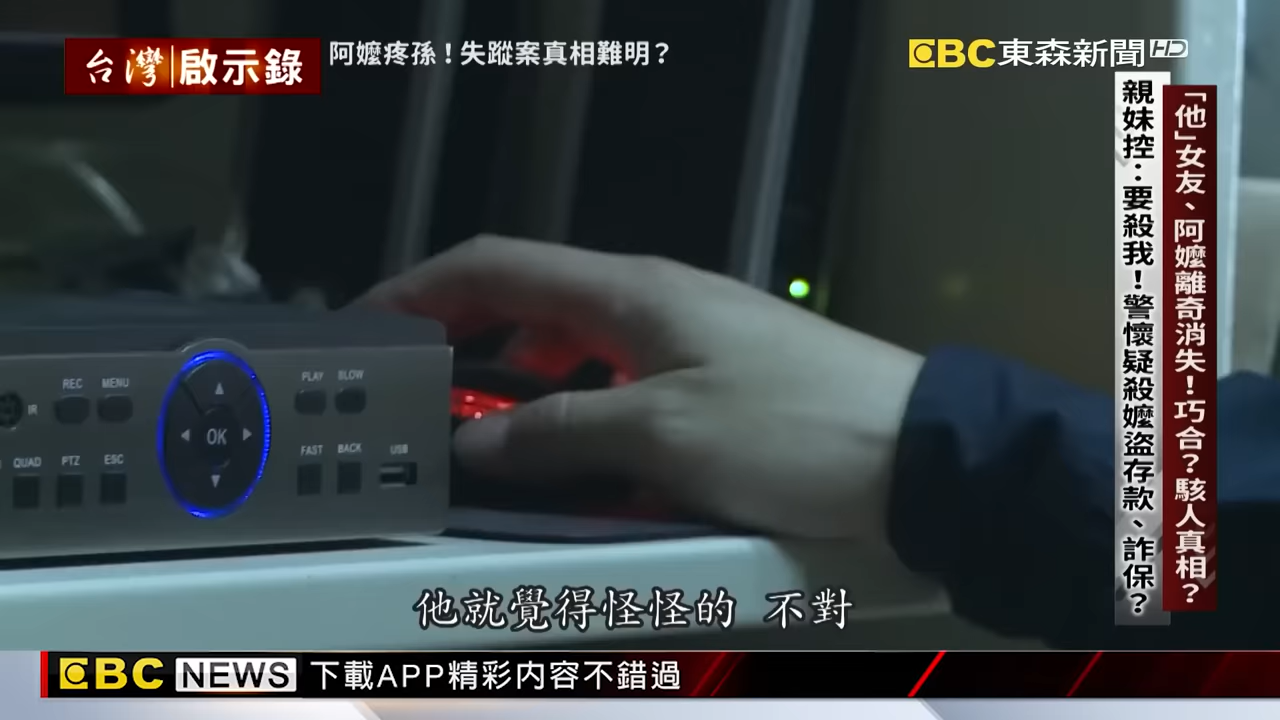 台灣啟示錄
阿嬤疼孫！失蹤案真相難明？
EBC東森新聞HD
「他」女友、阿嬤離奇消失！巧合？駭人真相？
親妹控：要殺我！警懷疑殺嬤盜存款、詐保？
IR
REC MENU
PLAY SLOW
OK
QUAD PTZ ESC
FAST BACK USB
他就覺得怪怪的 不對
EBC NEWS 下載APP精彩内容不錯過